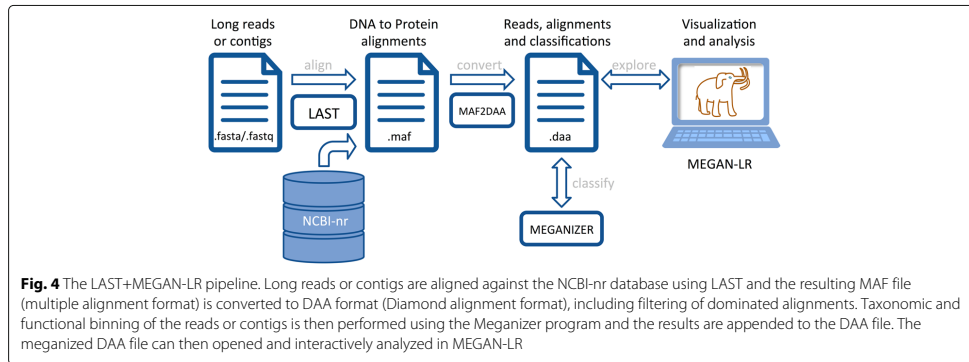 Long reads
or contigs
DNA to Protein
alignments
Reads, alignments
and classifications
Visualization
and analysis
align
convert
explore
LAST
MAF2DAA
.fasta/.fastq
.maf
.daa
MEGAN-LR
classify
NCBI-nr
MEGANIZER
Fig. 4 The LAST+MEGAN-LR pipeline. Long reads or contigs are aligned against the NCBI-nr database using LAST and the resulting MAF file
(multiple alignment format) is converted to DAA format (Diamond alignment format), including filtering of dominated alignments. Taxonomic and
functional binning of the reads or contigs is then performed using the Meganizer program and the results are appended to the DAA file. The
meganized DAA file can then opened and interactively analyzed in MEGAN-LR